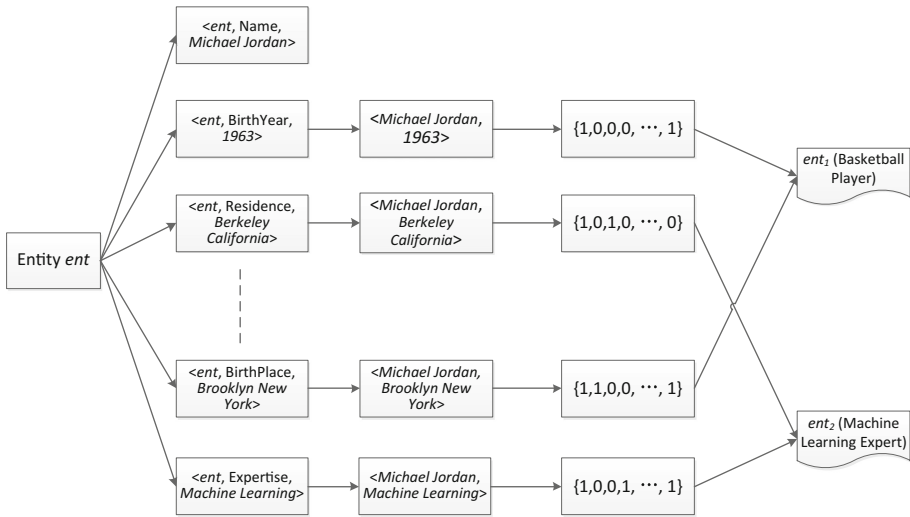 <ent, Name,
Michael Jordan>
<ent, BirthYear,
1963>
<Michael Jordan,
1963>
{1,0,0,0, ···, 1}
ent₁ (Basketball
Player)
<ent, Residence,
Berkeley
California>
<Michael Jordan,
Berkeley
California>
{1,0,1,0, ···, 0}
Entity ent
<ent, BirthPlace,
Brooklyn New
York>
<Michael Jordan,
Brooklyn New
York>
{1,1,0,0, ···, 1}
ent₂ (Machine
Learning Expert)
<ent, Expertise,
Machine Learning>
<Michael Jordan,
Machine Learning>
{1,0,0,1, ···, 1}